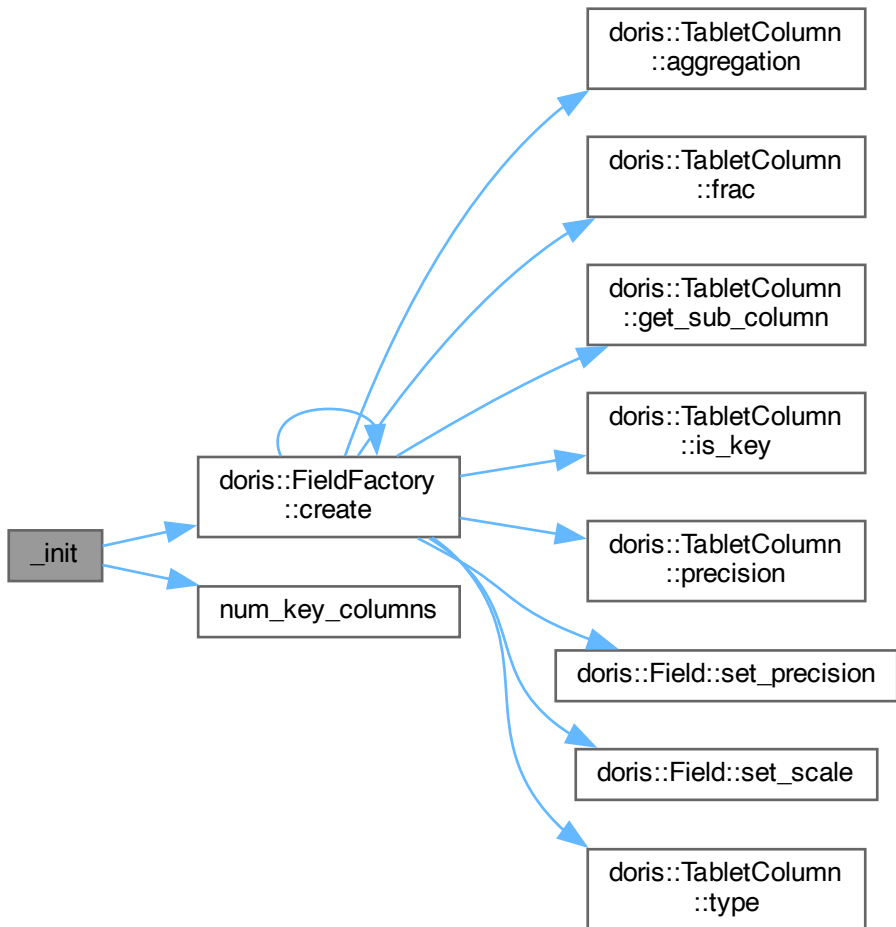 doris::TabletColumn
::aggregation
doris::TabletColumn
::frac
doris::TabletColumn
::get_sub_column
doris::TabletColumn
::is_key
doris::FieldFactory
::create
_init
doris::TabletColumn
::precision
num_key_columns
doris::Field::set_precision
doris::Field::set_scale
doris::TabletColumn
::type